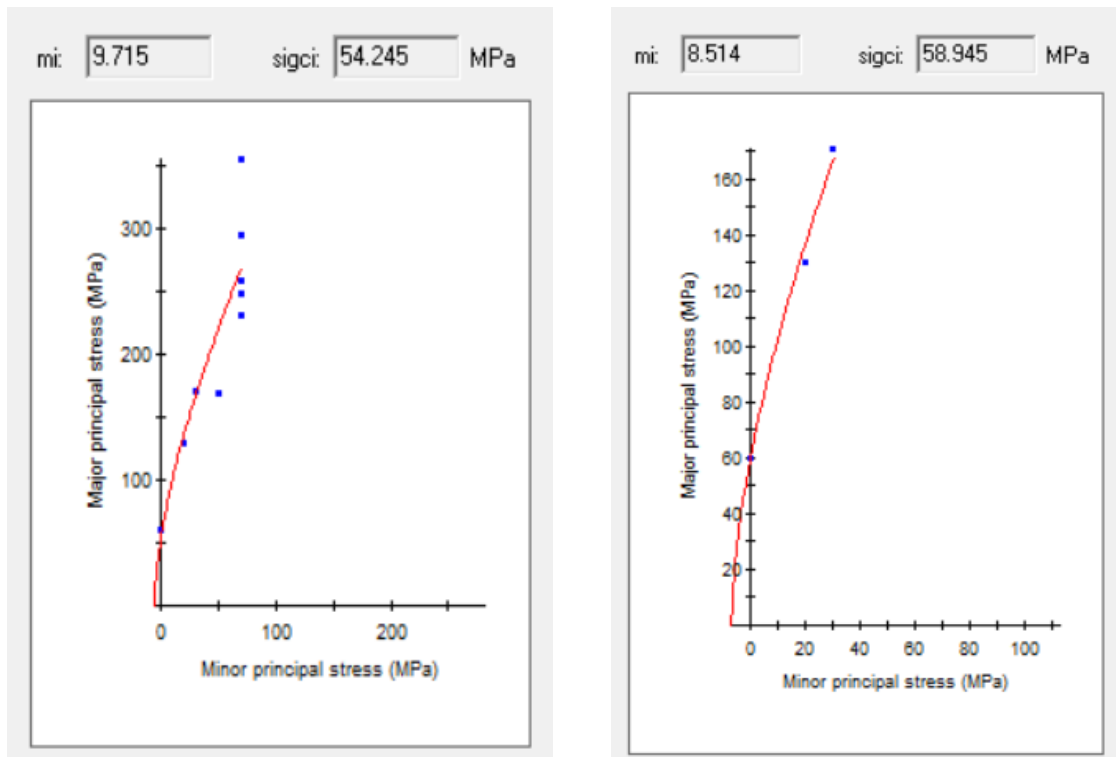 mi: 9.715 sigci: 54.245 MPa
300
200
100
Major principal stress (MPa)
0 100 200
Minor principal stress (MPa)
mi: 8.514 sigci: 58.945 MPa
160
140
120
100
80
60
40
20
Major principal stress (MPa)
0 20 40 60 80 100
Minor principal stress (MPa)